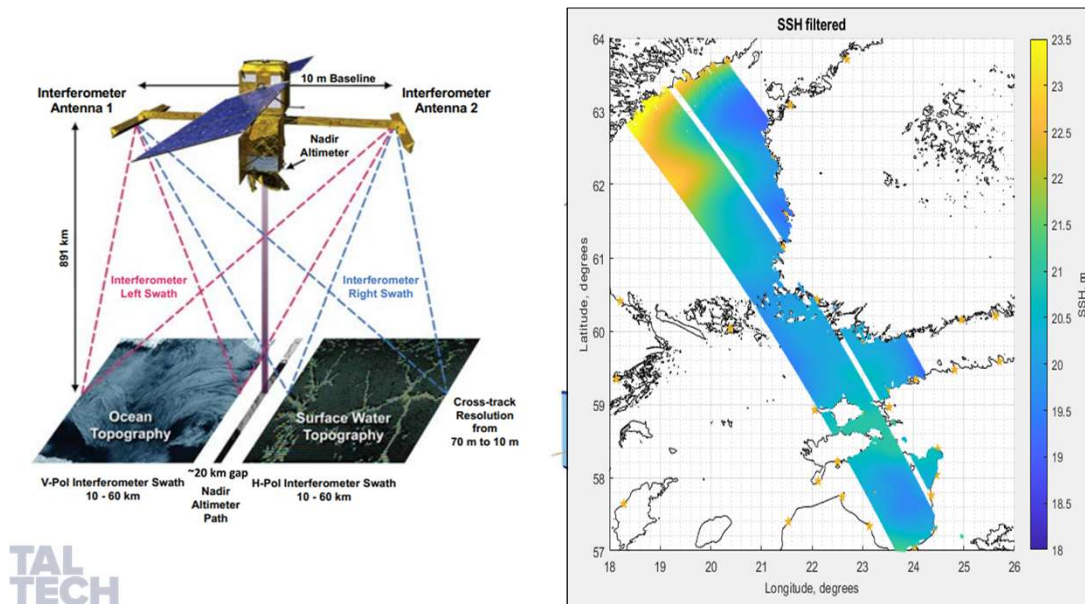 10 m Baseline
Interferometer
Antenna 1
Interferometer
Antenna 2
Nadir
Altimeter
891 km
Interferometer
Left Swath
Interferometer
Right Swath
Ocean
Topography
Surface Water
Topography
Cross-track
Resolution
from
70 m to 10 m
~20 km gap
V-Pol Interferometer Swath
10 - 60 km
Nadir
Altimeter
Path
H-Pol Interferometer Swath
10 - 60 km
TAL
TECH
SSH filtered
64
63
62
61
60
59
58
57
Latitude, degrees
18
19
20
21
22
23
24
25
26
Longitude, degrees
23.5
23
22.5
22
21.5
21
20.5
20
19.5
19
18.5
18
SSH, m